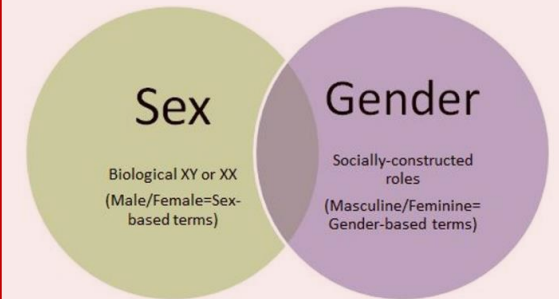 Sex
Biological XY or XX
(Male/Female=Sex-
based terms)
Gender
Socially-constructed
roles
(Masculine/Feminine=
Gender-based terms)